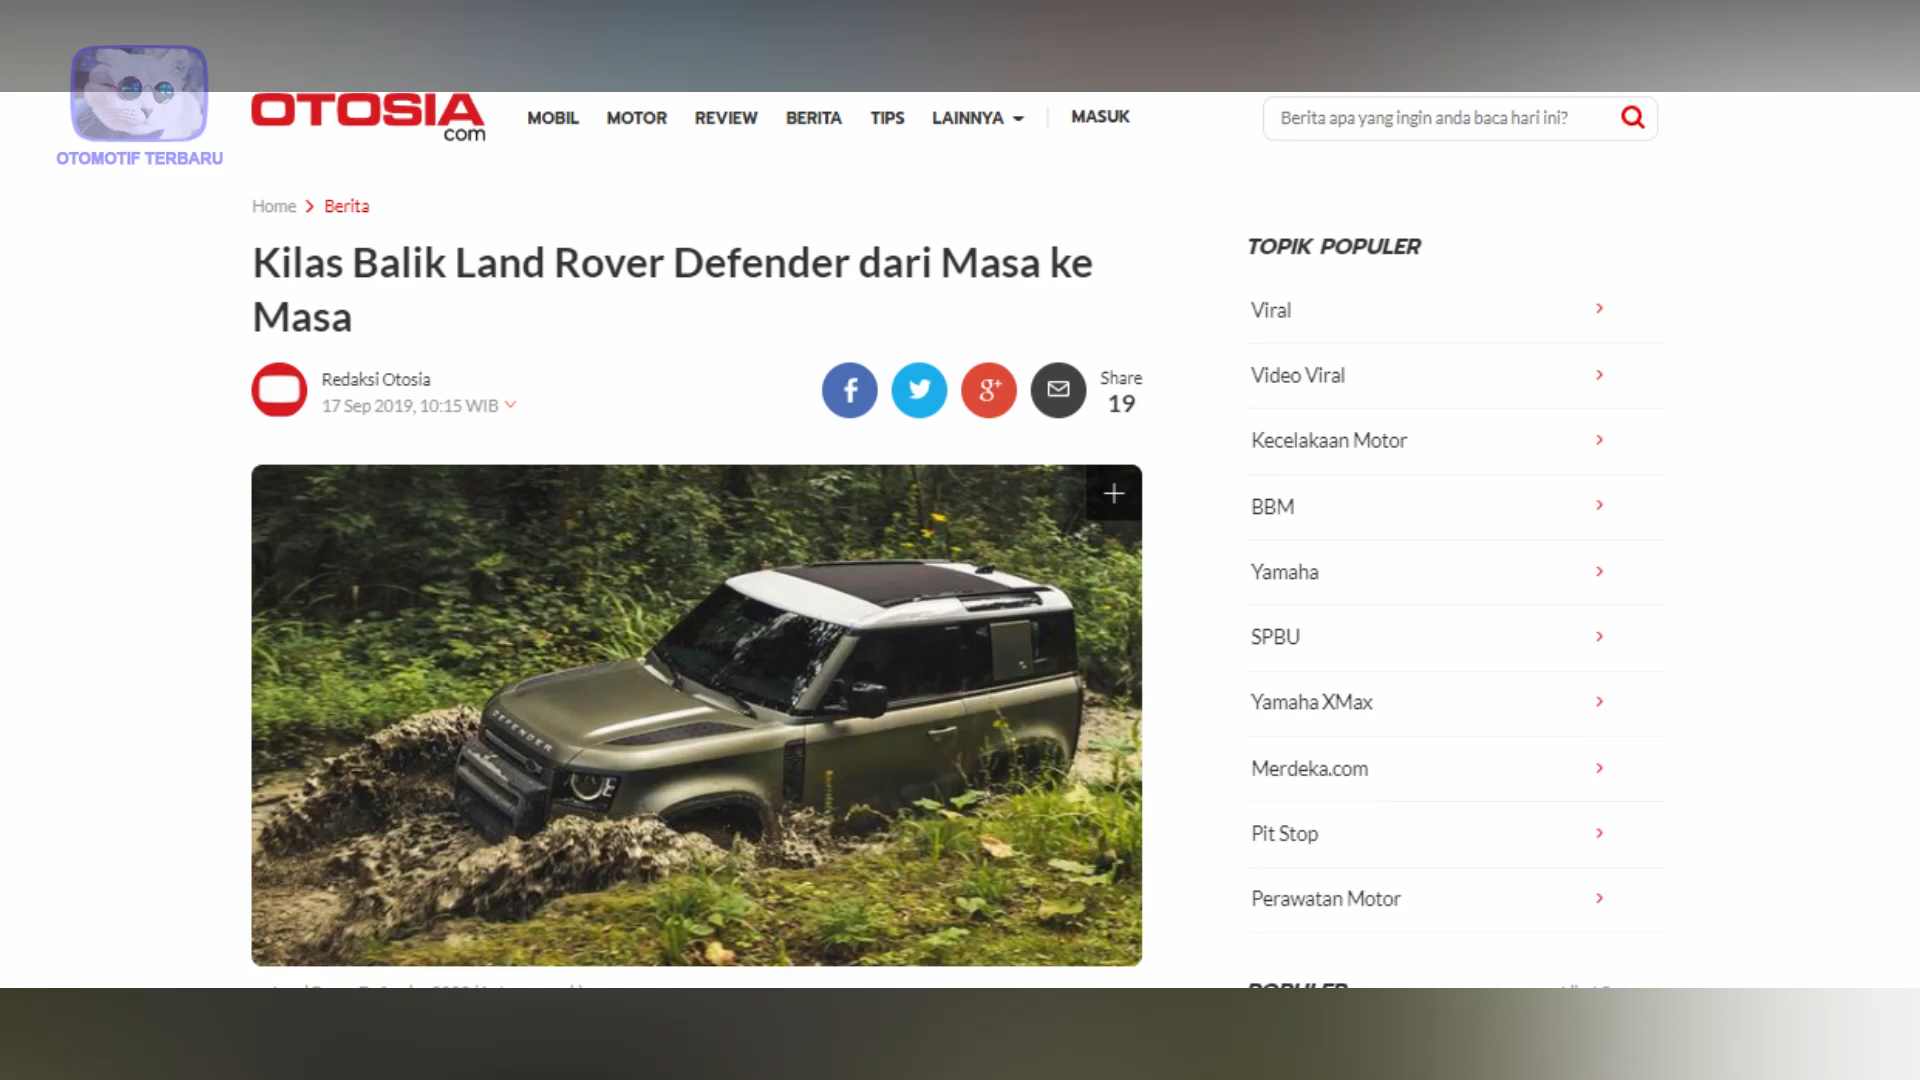 OTOMOTIF TERBARU
OTOSIA
com
MOBIL
MOTOR
REVIEW
BERITA
TIPS
LAINNYA
MASUK
Berita apa yang ingin anda baca hari ini?
Home > Berita
Kilas Balik Land Rover Defender dari Masa ke
Masa
Redaksi Otosia
17 Sep 2019, 10:15 WIB
Share
19
DEFENDER
TOPIK POPULER
Viral
Video Viral
Kecelakaan Motor
BBM
Yamaha
SPBU
Yamaha XMax
Merdeka.com
Pit Stop
Perawatan Motor
POPULER